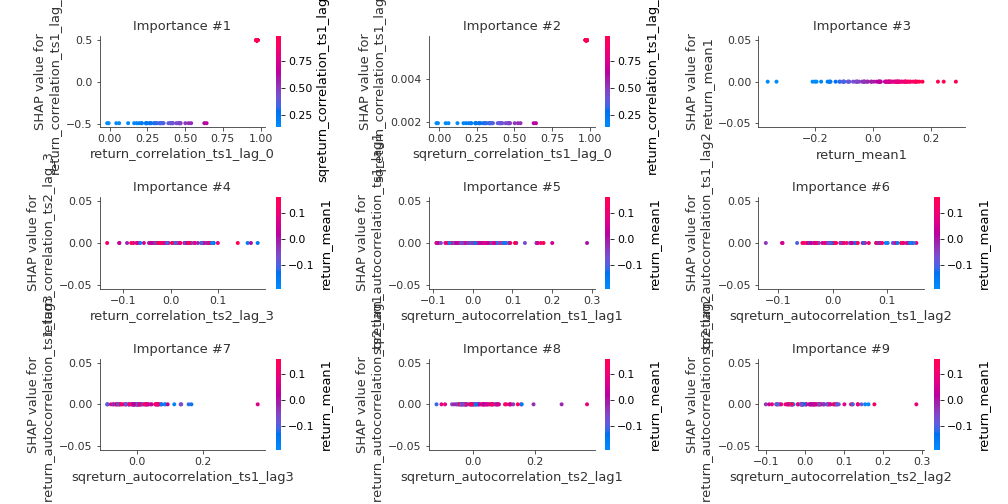 Importance #1
SHAP value for
return_correlation_ts1_lag_
0.5
0.0
−0.5
0.00 0.25 0.50 0.75 1.00
return_correlation_ts1_lag_0
0.75
0.50
0.25
Importance #2
SHAP value for
0.004
0.002
0.00 0.25 0.50 0.75 1.00
sqreturn_correlation_ts1_lag_0
0.75
0.50
0.25
return_correlation_ts1_lag_
Importance #3
SHAP value for
return_mean1
0.05
0.00
−0.05
−0.2 0.0 0.2
return_mean1
Importance #4
SHAP value for
return_correlation_ts2_lag_3
0.05
0.00
−0.05
−0.1 0.0 0.1
return_correlation_ts2_lag_3
0.1
0.0
−0.1
return_mean1
Importance #5
SHAP value for
sqreturn_autocorrelation_ts1_lag1
0.05
0.00
−0.05
−0.1 0.0 0.1 0.2 0.3
sqreturn_autocorrelation_ts1_lag1
0.1
0.0
−0.1
return_mean1
Importance #6
SHAP value for
sqreturn_autocorrelation_ts1_lag2
0.05
0.00
−0.05
−0.1 0.0 0.1
sqreturn_autocorrelation_ts1_lag2
0.1
0.0
−0.1
return_mean1
Importance #7
SHAP value for
0.05
0.00
−0.05
0.0 0.2
sqreturn_autocorrelation_ts1_lag3
0.1
0.0
−0.1
return_mean1
Importance #8
SHAP value for
0.05
0.00
−0.05
0.0 0.2
sqreturn_autocorrelation_ts2_lag1
0.1
0.0
−0.1
return_mean1
Importance #9
SHAP value for
0.05
0.00
−0.05
−0.1 0.0 0.1 0.2 0.3
sqreturn_autocorrelation_ts2_lag2
0.1
0.0
−0.1
return_mean1